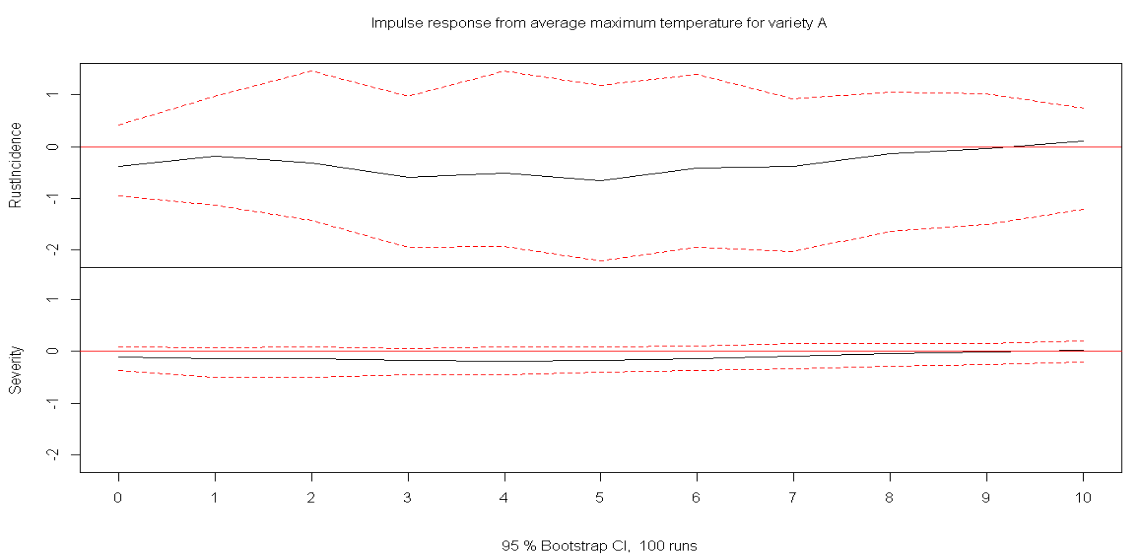 Impulse response from average maximum temperature for variety A
RustIncidence
1
0
-1
-2
Severity
1
0
-1
-2
0 1 2 3 4 5 6 7 8 9 10
95 % Bootstrap CI, 100 runs